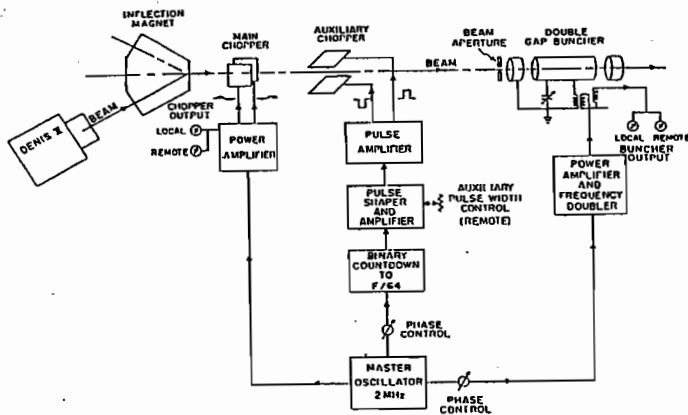 INFLECTION
MAGNET
MAIN
CHOPPER
AUXILIARY
CHOPPER
BEAM
BEAM
APERTURE
DOUBLE
GAP BUNCHER
BEAM
DENIS II
CHOPPER
OUTPUT
LOCAL
REMOTE
POWER
AMPLIFIER
PULSE
AMPLIFIER
PULSE
SHAPER
AND
AMPLIFIER
AUXILIARY
PULSE WIDTH
CONTROL
(REMOTE)
BINARY
COUNTDOWN
TO
F/64
PHASE
CONTROL
MASTER
OSCILLATOR
2 MHz
PHASE
CONTROL
LOCAL REMOTE
BUNCHER
OUTPUT
POWER
AMPLIFIER
AND
FREQUENCY
DOUBLER